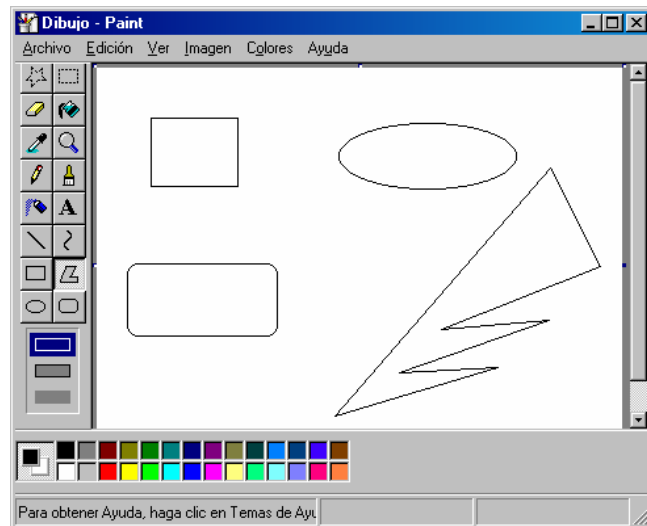 Dibujo - Paint
Archivo Edición Ver Imagen Colores Ayuda
A
Para obtener Ayuda, haga clic en Temas de Ayu